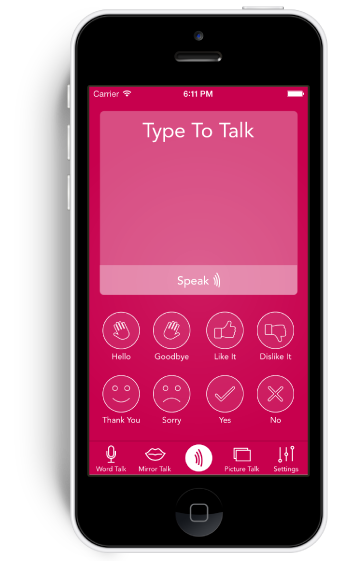 Carrier 6:11 PM
Type To Talk
Speak
Hello Goodbye Like It Dislike It
Thank You Sorry Yes No
Word Talk Mirror Talk Picture Talk Settings